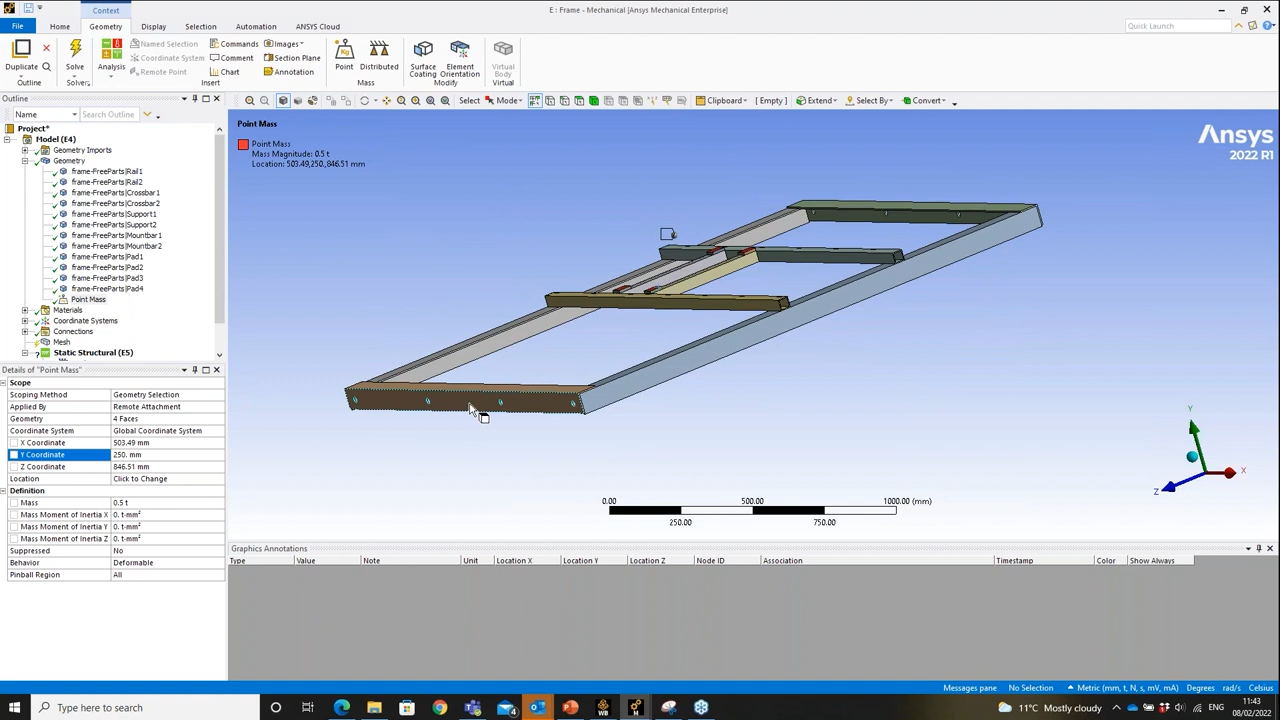 E : Frame - Mechanical [Ansys Mechanical Enterprise]
Context
File Home Geometry Display Selection Automation ANSYS Cloud
Quick Launch
Duplicate
Outline
Solve
Solver
Analysis
Named Selection
Coordinate System
Remote Point
Commands
Comment
Chart
Images
Section Plane
Annotation
Insert
Point Distributed
Mass
Surface Coating
Element Orientation
Modify
Virtual Body
Virtual
Outline
Name Search Outline
Select Mode Clipboard [ Empty ] Extend Select By Convert
Project*
Model (E4)
Geometry Imports
Geometry
frame-FreeParts|Rail1
frame-FreeParts|Rail2
frame-FreeParts|Crossbar1
frame-FreeParts|Crossbar2
frame-FreeParts|Support1
frame-FreeParts|Support2
frame-FreeParts|Mountbar1
frame-FreeParts|Mountbar2
frame-FreeParts|Pad1
frame-FreeParts|Pad2
frame-FreeParts|Pad3
frame-FreeParts|Pad4
Point Mass
Materials
Coordinate Systems
Connections
Mesh
Static Structural (E5)
Details of "Point Mass"
Scope
Scoping Method Geometry Selection
Applied By Remote Attachment
Geometry 4 Faces
Coordinate System Global Coordinate System
X Coordinate 503.49 mm
Y Coordinate 250. mm
Z Coordinate 846.51 mm
Location Click to Change
Definition
Mass 0.5 t
Mass Moment of Inertia X 0. t·mm²
Mass Moment of Inertia Y 0. t·mm²
Mass Moment of Inertia Z 0. t·mm²
Suppressed No
Behavior Deformable
Pinball Region All
Point Mass
Point Mass
Mass Magnitude: 0.5 t
Location: 503.49,250.,846.51 mm
Ansys
2022 R1
Y
X
Z
0.00 500.00 1000.00 (mm)
250.00 750.00
Graphics Annotations
Type Value Note Unit Location X Location Y Location Z Node ID Association Timestamp Color Show Always
Messages pane No Selection Metric (mm, t, N, s, mV, mA) Degrees rad/s Celsius
Type here to search
11°C Mostly cloudy
11:43
08/02/2022